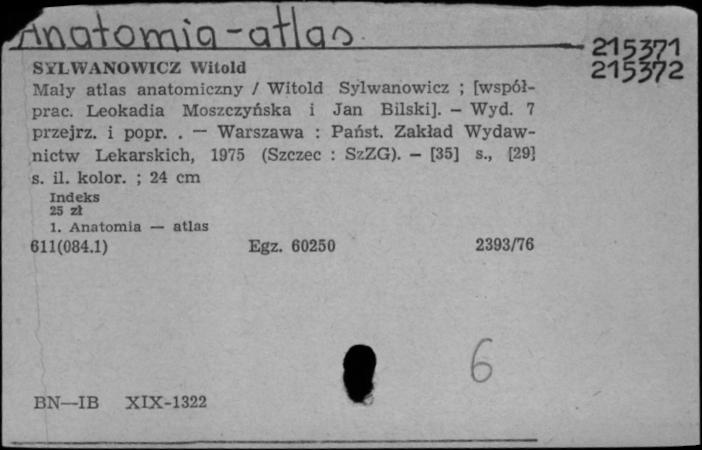 Anatomia-atlas
215371
215372
SYLWANOWICZ Witold
Mały atlas anatomiczny / Witold Sylwanowicz ; [współ-
prac. Leokadia Moszczyńska i Jan Bilski]. — Wyd. 7
przejrz. i popr. . — Warszawa : Państ. Zakład Wydaw-
nictw Lekarskich, 1975 (Szczec : SzZG). — [35] s., [29]
s. il. kolor. ; 24 cm
Indeks
25 zł
1. Anatomia — atlas
611(084.1) Egz. 60250 2393/76
6
BN—IB XIX-1322